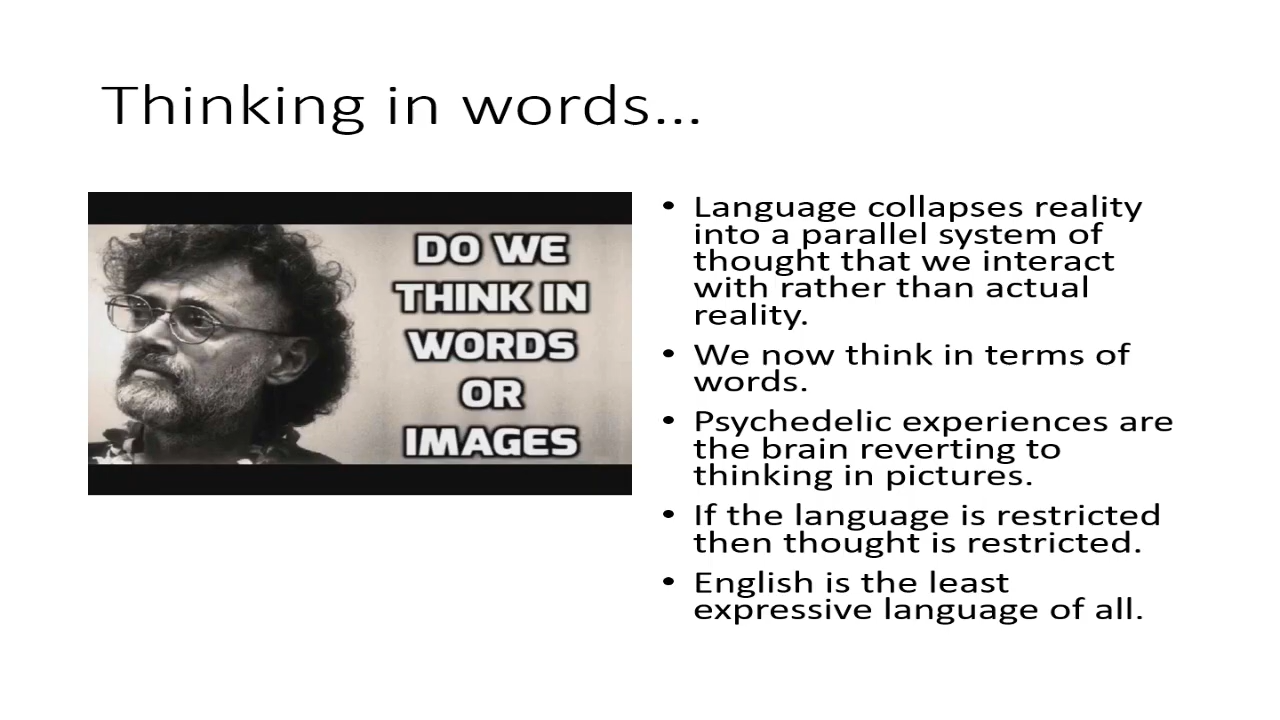 Thinking in words...
DO WE
THINK IN
WORDS
OR
IMAGES
• Language collapses reality
into a parallel system of
thought that we interact
with rather than actual
reality.
• We now think in terms of
words.
• Psychedelic experiences are
the brain reverting to
thinking in pictures.
• If the language is restricted
then thought is restricted.
• English is the least
expressive language of all.